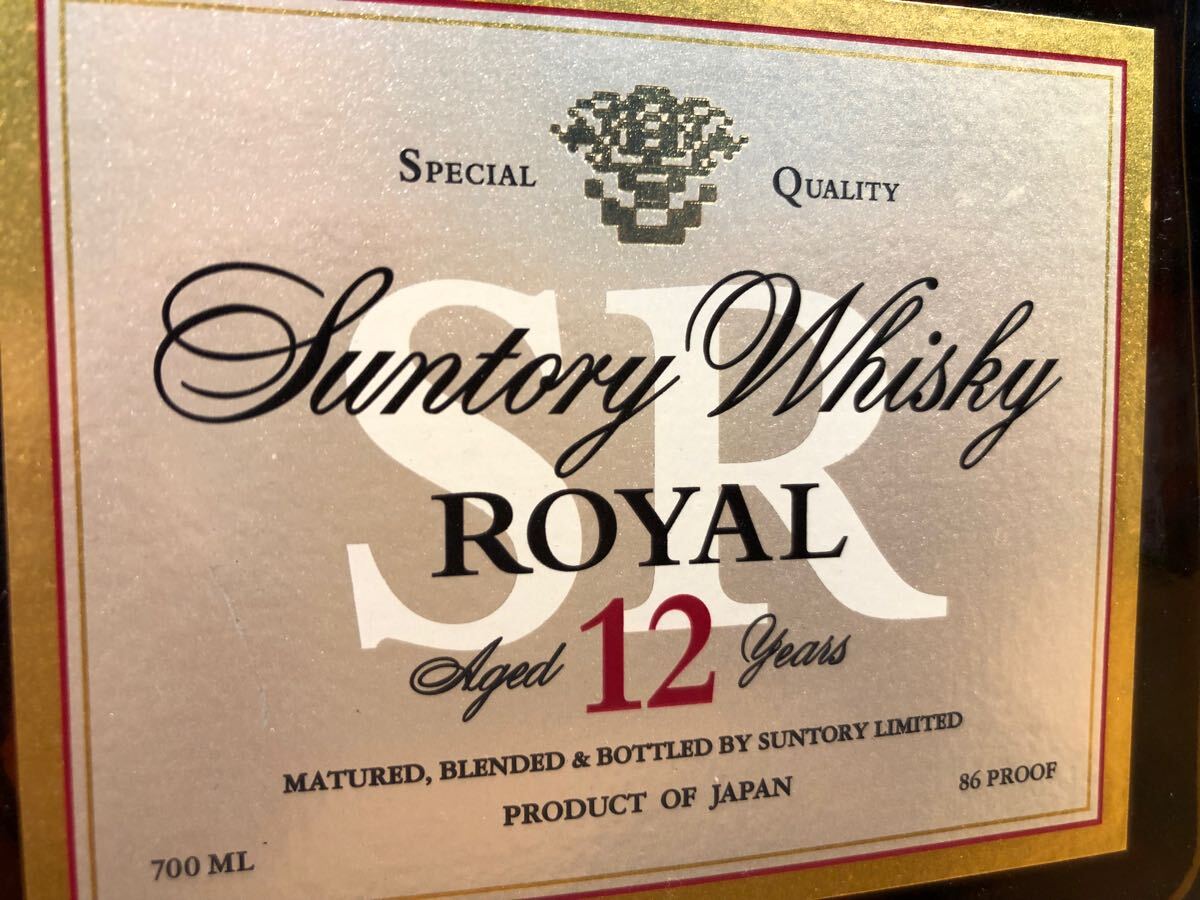 SPECIAL QUALITY
SR
Suntory Whisky
ROYAL
Aged 12 Years
MATURED, BLENDED & BOTTLED BY SUNTORY LIMITED
PRODUCT OF JAPAN
86 PROOF
700 ML